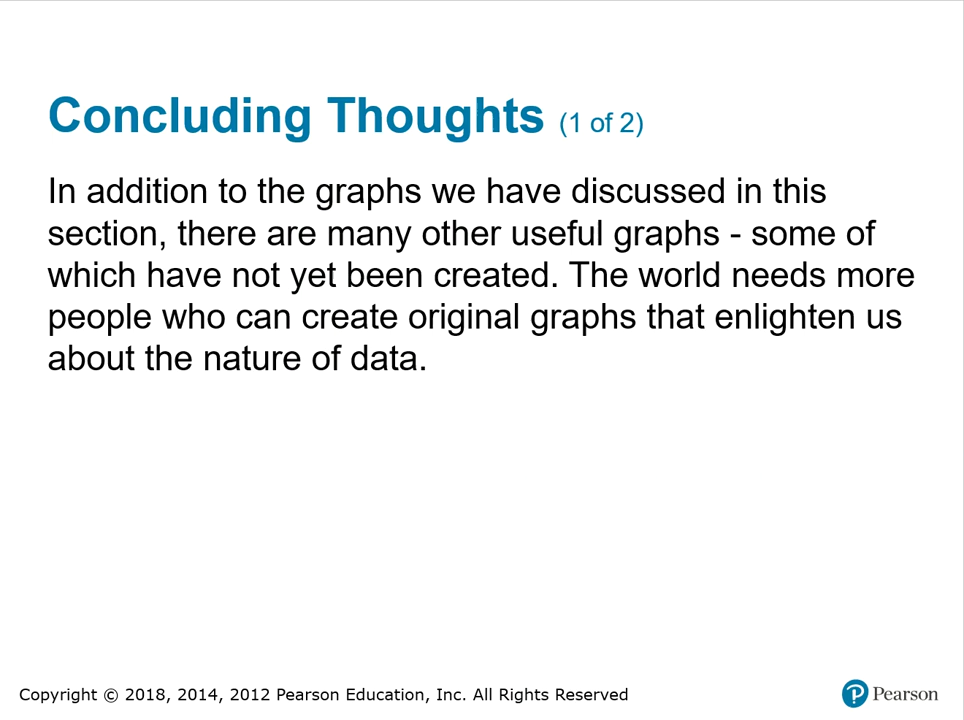 Concluding Thoughts (1 of 2)
In addition to the graphs we have discussed in this
section, there are many other useful graphs - some of
which have not yet been created. The world needs more
people who can create original graphs that enlighten us
about the nature of data.
Copyright © 2018, 2014, 2012 Pearson Education, Inc. All Rights Reserved
P Pearson